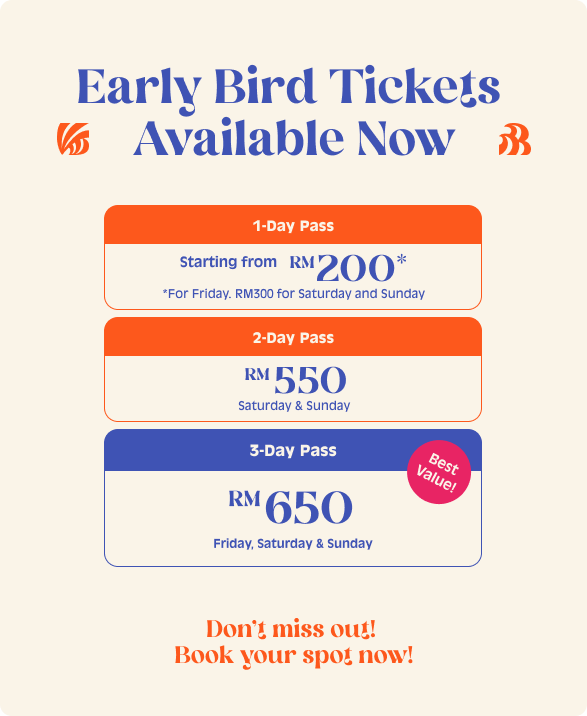 Early Bird Tickets
Available Now
1-Day Pass
Starting from RM200*
*For Friday. RM300 for Saturday and Sunday
2-Day Pass
RM550
Saturday & Sunday
3-Day Pass
Best
Value!
RM650
Friday, Saturday & Sunday
Don't miss out!
Book your spot now!